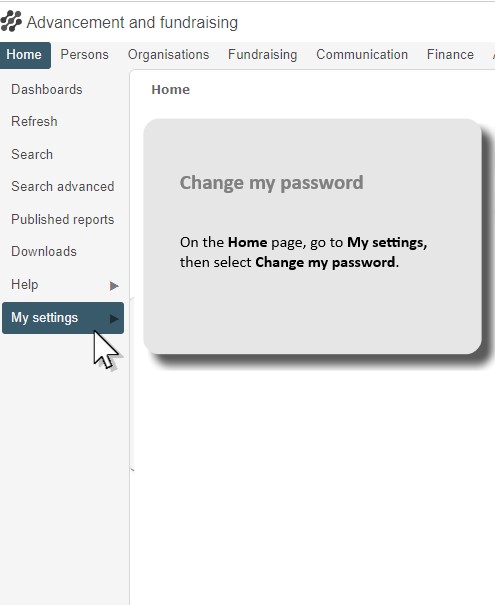 Advancement and fundraising
Home Persons Organisations Fundraising Communication Finance
Dashboards
Refresh
Search
Search advanced
Published reports
Downloads
Help
My settings
Home
Change my password
On the Home page, go to My settings,
then select Change my password.